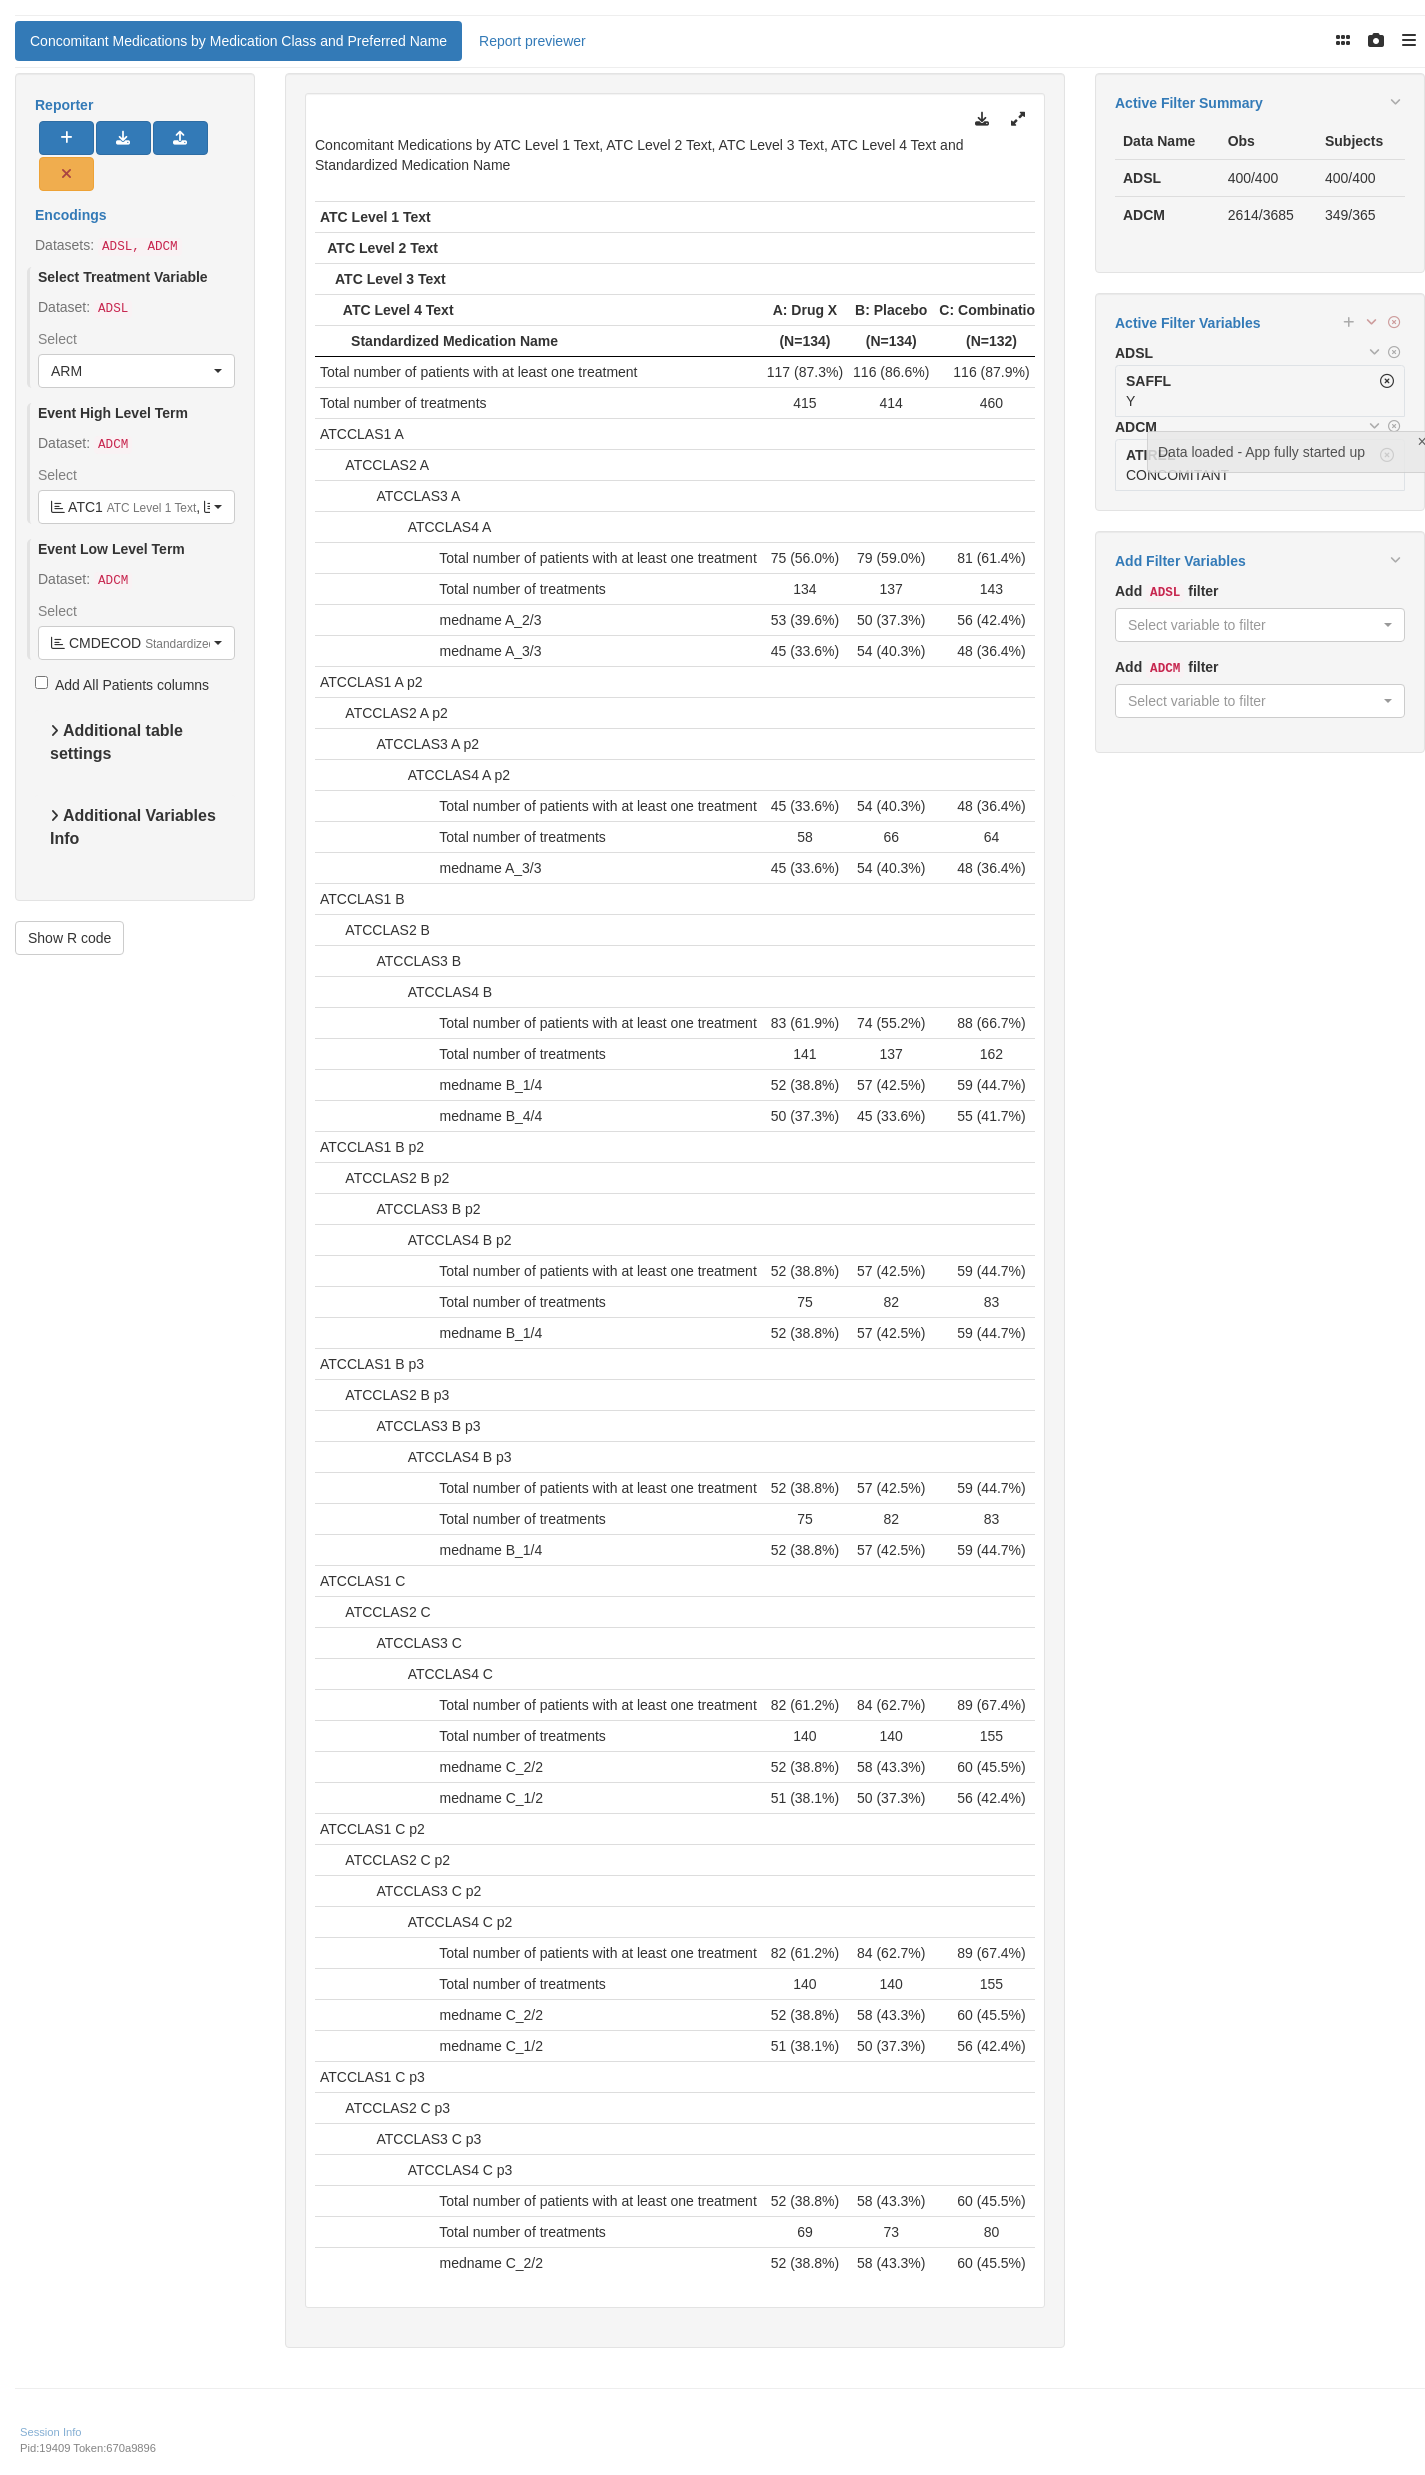 Concomitant Medications by Medication Class and Preferred Name Report previewer
Reporter
Encodings
Datasets: ADSL, ADCM
Select Treatment Variable
Dataset: ADSL
Select
ARM
Event High Level Term
Dataset: ADCM
Select
ATC1 ATC Level 1 Text,
Event Low Level Term
Dataset: ADCM
Select
CMDECOD Standardized
Add All Patients columns
Additional table
settings
Additional Variables
Info
Show R code
Concomitant Medications by ATC Level 1 Text, ATC Level 2 Text, ATC Level 3 Text, ATC Level 4 Text and
Standardized Medication Name
ATC Level 1 Text
ATC Level 2 Text
ATC Level 3 Text
ATC Level 4 Text A: Drug X B: Placebo C: Combinatio
Standardized Medication Name (N=134) (N=134) (N=132)
Total number of patients with at least one treatment 117 (87.3%) 116 (86.6%) 116 (87.9%)
Total number of treatments 415 414 460
ATCCLAS1 A
ATCCLAS2 A
ATCCLAS3 A
ATCCLAS4 A
Total number of patients with at least one treatment 75 (56.0%) 79 (59.0%) 81 (61.4%)
Total number of treatments 134 137 143
medname A_2/3 53 (39.6%) 50 (37.3%) 56 (42.4%)
medname A_3/3 45 (33.6%) 54 (40.3%) 48 (36.4%)
ATCCLAS1 A p2
ATCCLAS2 A p2
ATCCLAS3 A p2
ATCCLAS4 A p2
Total number of patients with at least one treatment 45 (33.6%) 54 (40.3%) 48 (36.4%)
Total number of treatments 58 66 64
medname A_3/3 45 (33.6%) 54 (40.3%) 48 (36.4%)
ATCCLAS1 B
ATCCLAS2 B
ATCCLAS3 B
ATCCLAS4 B
Total number of patients with at least one treatment 83 (61.9%) 74 (55.2%) 88 (66.7%)
Total number of treatments 141 137 162
medname B_1/4 52 (38.8%) 57 (42.5%) 59 (44.7%)
medname B_4/4 50 (37.3%) 45 (33.6%) 55 (41.7%)
ATCCLAS1 B p2
ATCCLAS2 B p2
ATCCLAS3 B p2
ATCCLAS4 B p2
Total number of patients with at least one treatment 52 (38.8%) 57 (42.5%) 59 (44.7%)
Total number of treatments 75 82 83
medname B_1/4 52 (38.8%) 57 (42.5%) 59 (44.7%)
ATCCLAS1 B p3
ATCCLAS2 B p3
ATCCLAS3 B p3
ATCCLAS4 B p3
Total number of patients with at least one treatment 52 (38.8%) 57 (42.5%) 59 (44.7%)
Total number of treatments 75 82 83
medname B_1/4 52 (38.8%) 57 (42.5%) 59 (44.7%)
ATCCLAS1 C
ATCCLAS2 C
ATCCLAS3 C
ATCCLAS4 C
Total number of patients with at least one treatment 82 (61.2%) 84 (62.7%) 89 (67.4%)
Total number of treatments 140 140 155
medname C_2/2 52 (38.8%) 58 (43.3%) 60 (45.5%)
medname C_1/2 51 (38.1%) 50 (37.3%) 56 (42.4%)
ATCCLAS1 C p2
ATCCLAS2 C p2
ATCCLAS3 C p2
ATCCLAS4 C p2
Total number of patients with at least one treatment 82 (61.2%) 84 (62.7%) 89 (67.4%)
Total number of treatments 140 140 155
medname C_2/2 52 (38.8%) 58 (43.3%) 60 (45.5%)
medname C_1/2 51 (38.1%) 50 (37.3%) 56 (42.4%)
ATCCLAS1 C p3
ATCCLAS2 C p3
ATCCLAS3 C p3
ATCCLAS4 C p3
Total number of patients with at least one treatment 52 (38.8%) 58 (43.3%) 60 (45.5%)
Total number of treatments 69 73 80
medname C_2/2 52 (38.8%) 58 (43.3%) 60 (45.5%)
Active Filter Summary
Data Name Obs Subjects
ADSL 400/400 400/400
ADCM 2614/3685 349/365
Active Filter Variables
ADSL
SAFFL
Y
ADCM
Data loaded - App fully started up
CONCOMITANT
Add Filter Variables
Add ADSL filter
Select variable to filter
Add ADCM filter
Select variable to filter
Session Info
Pid:19409 Token:670a9896